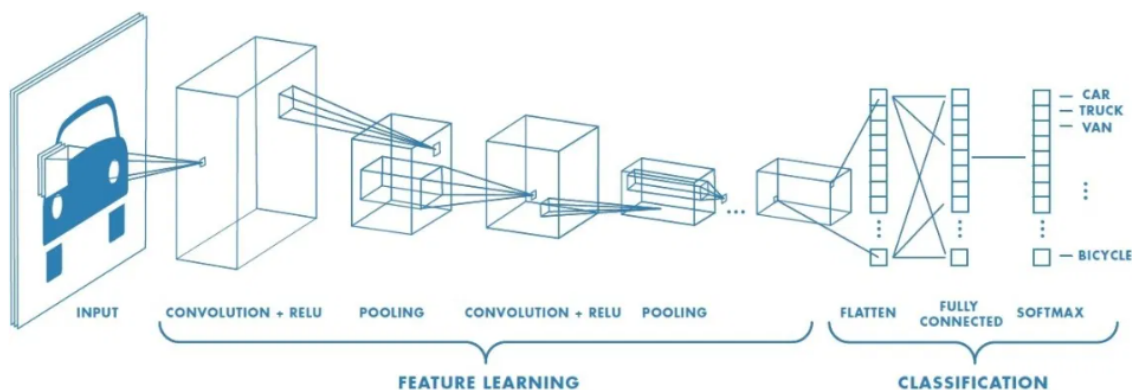 CAR
TRUCK
VAN
BICYCLE
INPUT
CONVOLUTION + RELU
POOLING
CONVOLUTION + RELU
POOLING
FLATTEN
FULLY
CONNECTED
SOFTMAX
FEATURE LEARNING
CLASSIFICATION